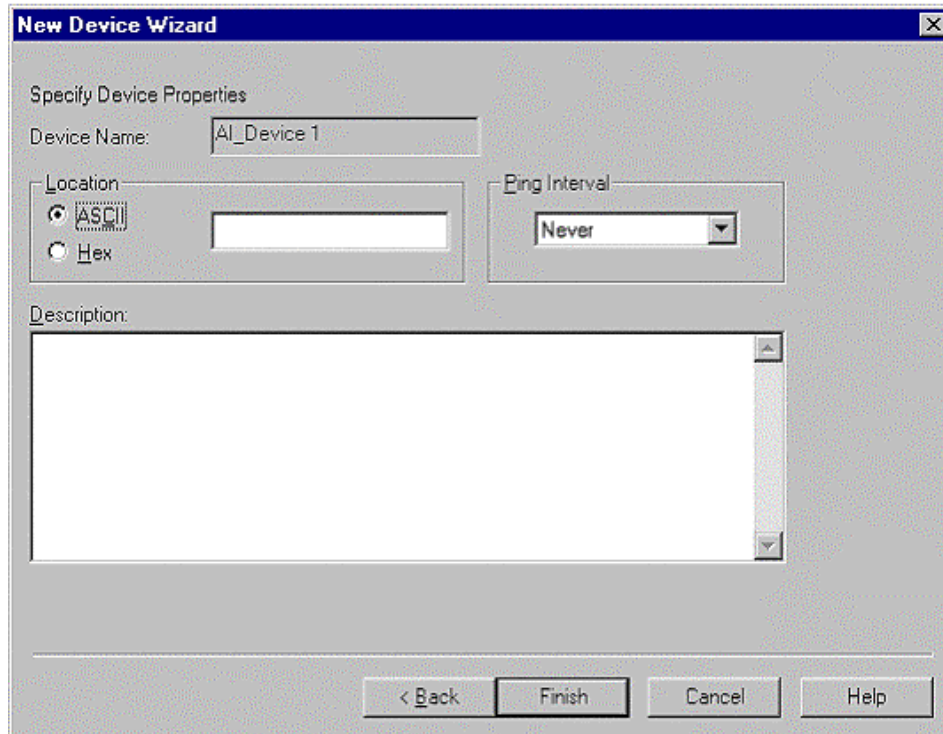 New Device Wizard
Specify Device Properties
Device Name: AI_Device 1
Location
Ping Interval
ASCII
Never
Hex
Description:
< Back Finish Cancel Help